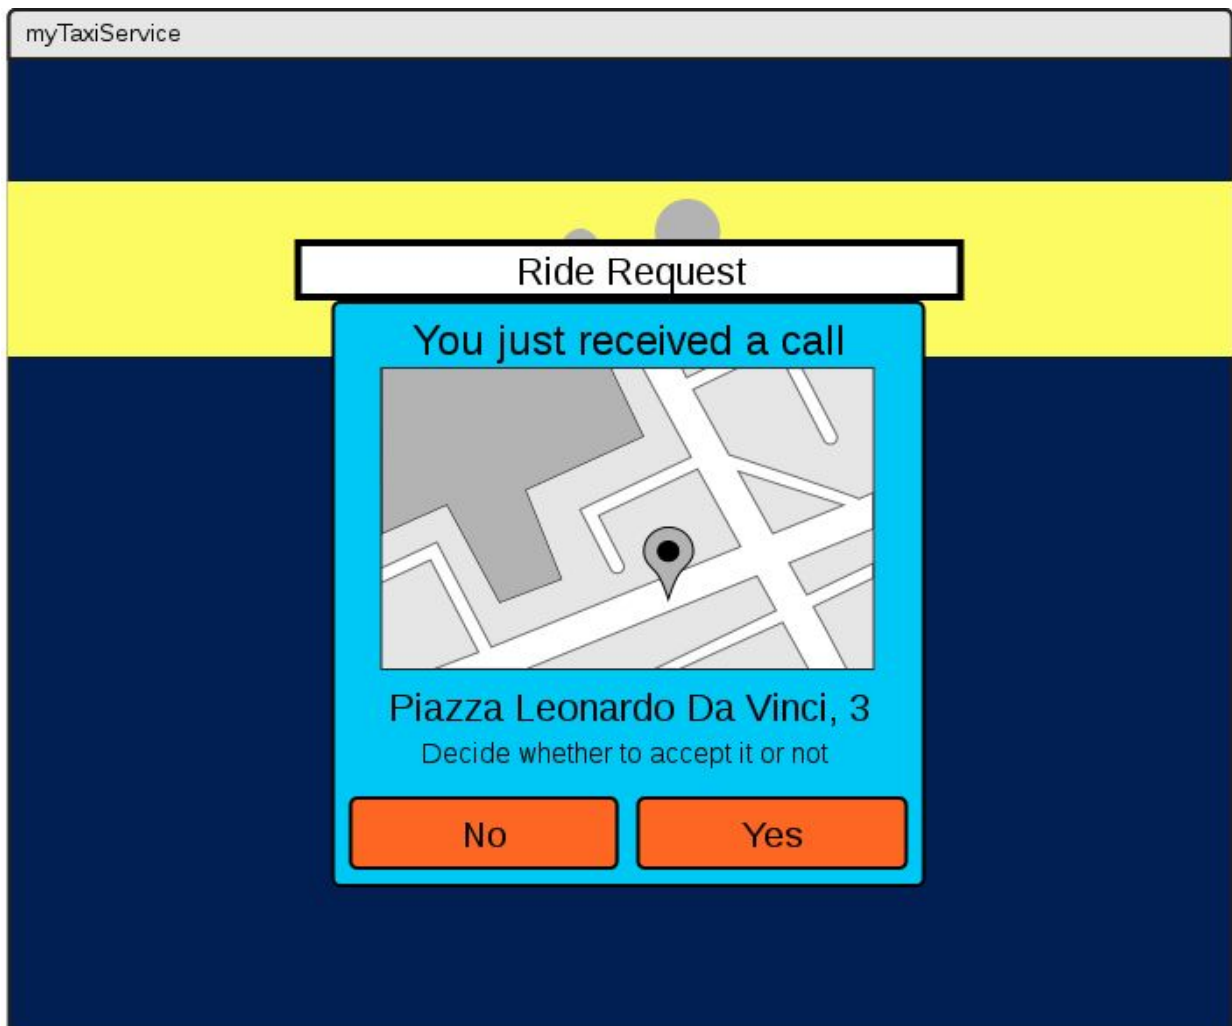 myTaxiService
Ride Request
You just received a call
Piazza Leonardo Da Vinci, 3
Decide whether to accept it or not
No
Yes